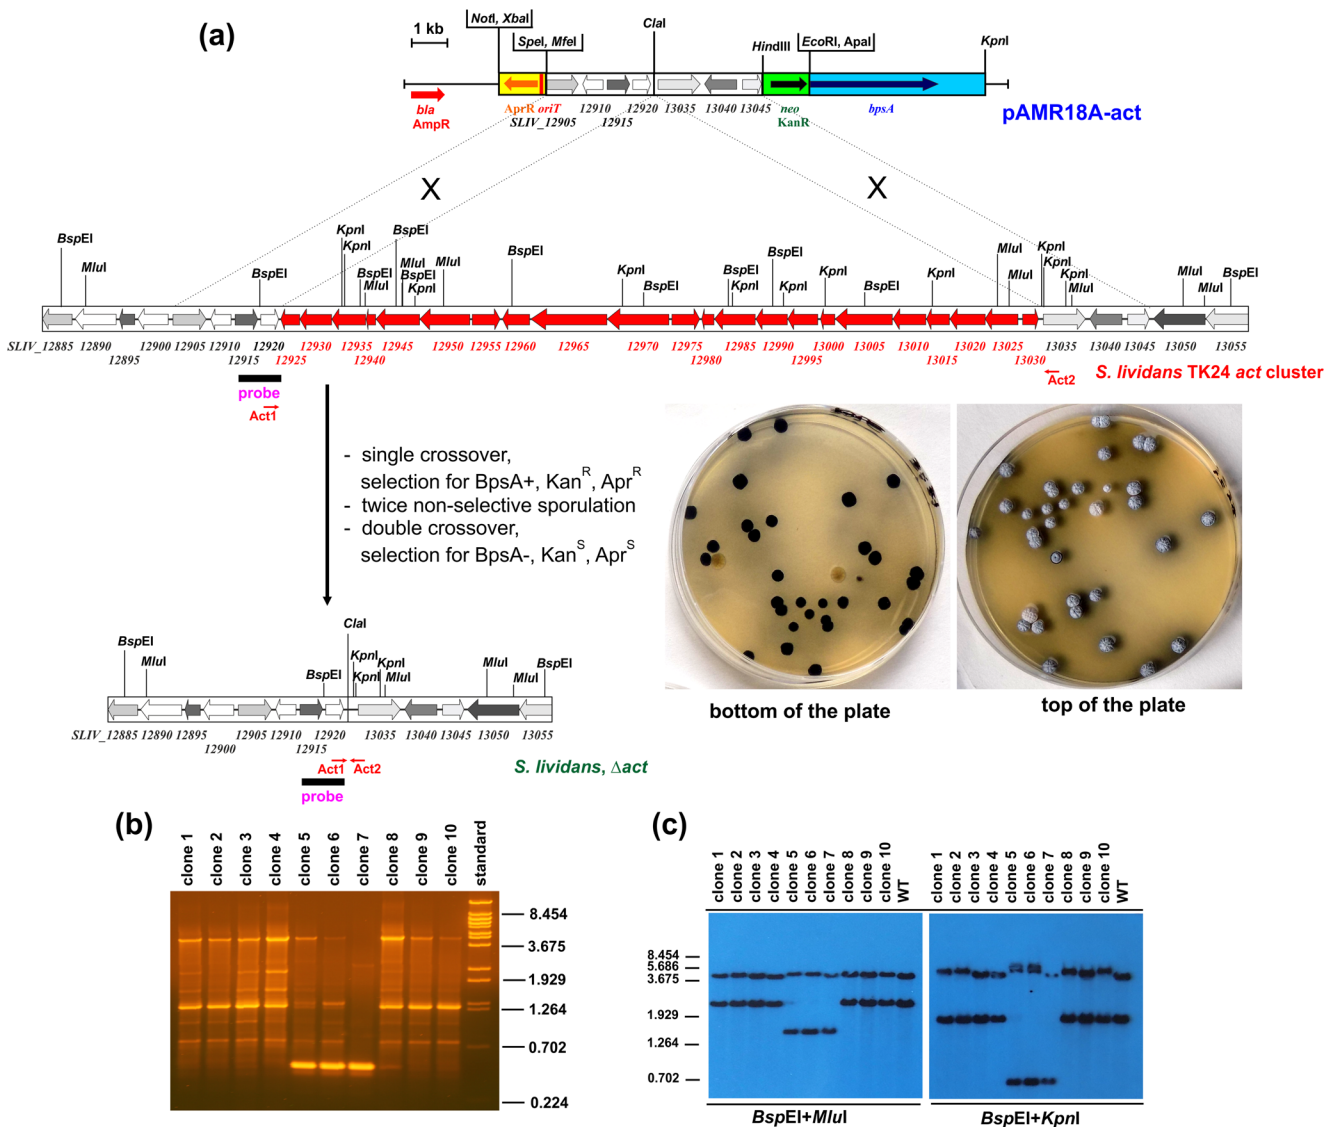 (a)
1 kb
NotI, XbaI
SpeI, MfeI
ClaI
HindIII
EcoRI, ApaI
KpnI
bla
AmpR
AprR oriT
SLIV_12905
12910
12915
12920
13035
13040
13045
neo
KanR
bpsA
pAMR18A-act
X
X
BspEI
MluI
BspEI
KpnI
KpnI
BspEI
MluI
BspEI
MluI
BspEI
KpnI
MluI
BspEI
KpnI
BspEI
BspEI
KpnI
BspEI
KpnI
KpnI
BspEI
KpnI
MluI
MluI
KpnI
KpnI
KpnI
MluI
MluI
MluI
BspEI
SLIV_12885
12890
12895
12900
12905
12910
12915
12920
12925
12930
12935
12940
12945
12950
12955
12960
12965
12970
12975
12980
12985
12990
12995
13000
13005
13010
13015
13020
13025
13030
13035
13040
13045
13050
13055
probe
Act1
Act2
S. lividans TK24 act cluster
- single crossover,
selection for BpsA+, Kan^R, Apr^R
- twice non-selective sporulation
- double crossover,
selection for BpsA-, Kan^S, Apr^S
bottom of the plate
top of the plate
BspEI
MluI
BspEI
ClaI
KpnI
KpnI
KpnI
MluI
MluI
BspEI
SLIV_12885
12890
12895
12900
12905
12910
12915
12920
13035
13040
13045
13050
13055
Act1
Act2
probe
S. lividans, Δact
(b)
clone 1
clone 2
clone 3
clone 4
clone 5
clone 6
clone 7
clone 8
clone 9
clone 10
standard
8.454
3.675
1.929
1.264
0.702
0.224
(c)
clone 1
clone 2
clone 3
clone 4
clone 5
clone 6
clone 7
clone 8
clone 9
clone 10
WT
clone 1
clone 2
clone 3
clone 4
clone 5
clone 6
clone 7
clone 8
clone 9
clone 10
WT
8.454
5.686
3.675
1.929
1.264
0.702
BspEI+MluI
BspEI+KpnI